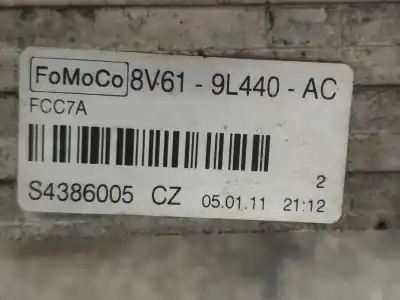 FoMoCo 8V61 - 9L440 - AC
FCC7A
2
S4386005 CZ 05.01.11 21:12